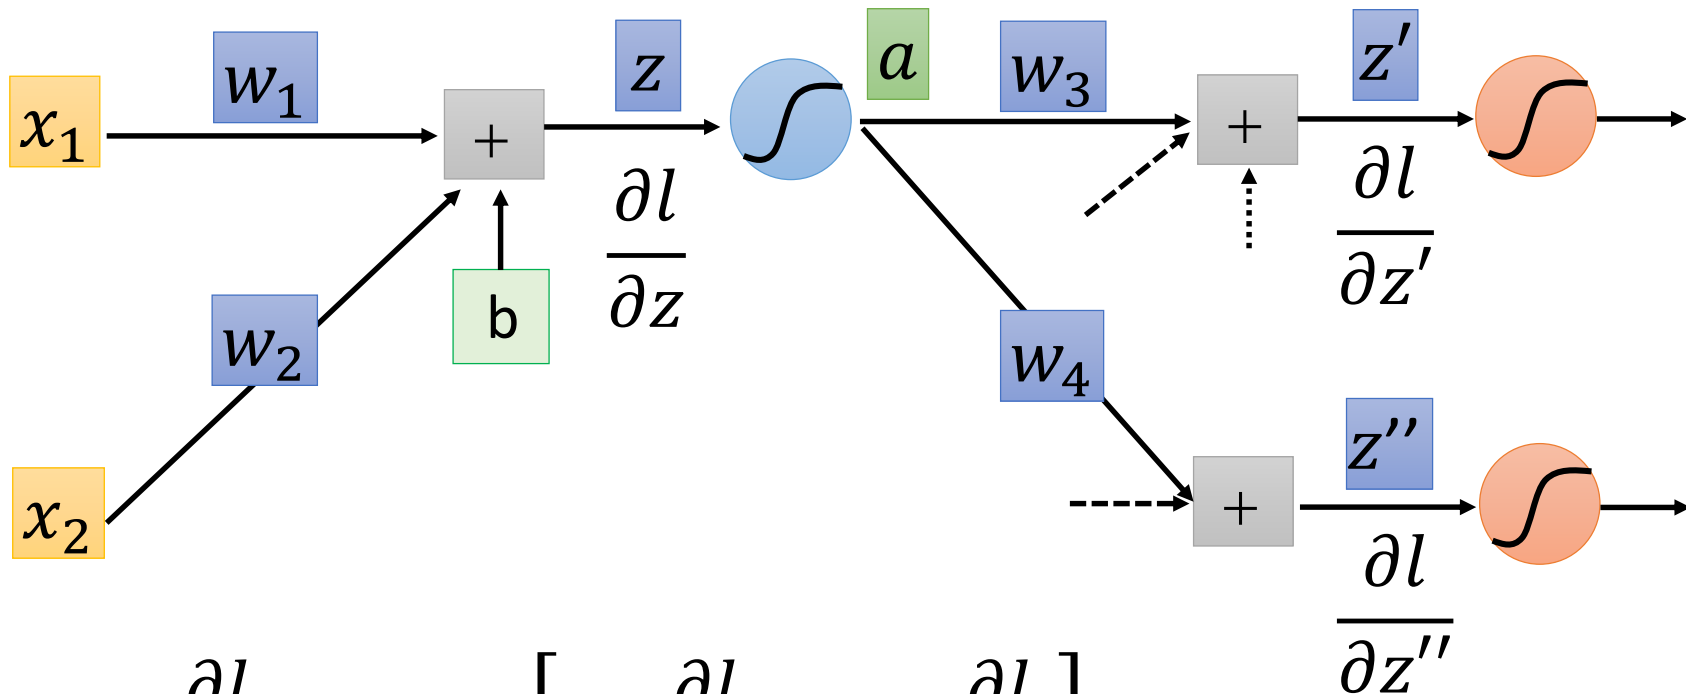 x₁
w₁
+
z
a
w₃
+
z′
∂l
∂z
∂l
∂z′
w₂
b
w₄
x₂
+
z′′
∂l
∂z′′
∂l [ ∂l ∂l ]